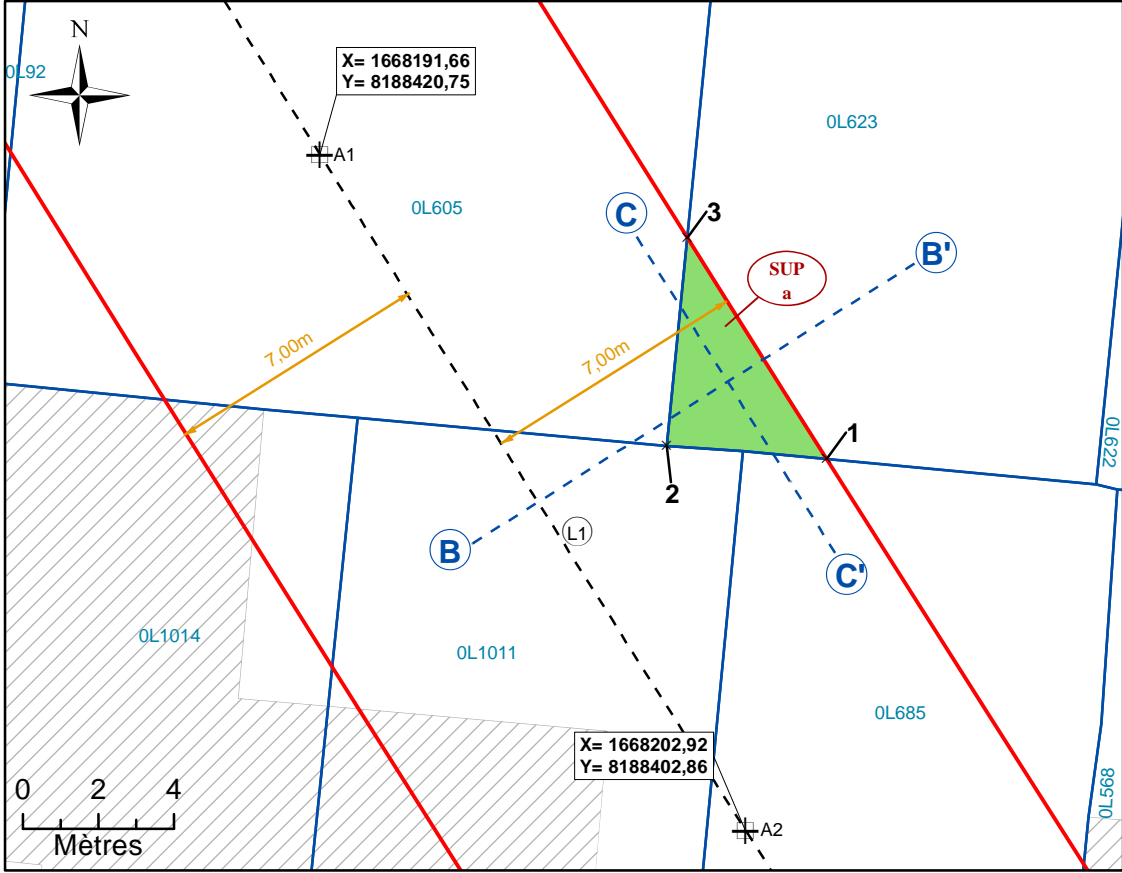 N
0L92
X= 1668191,66
Y= 8188420,75
A1
0L605
0L623
C
3
B'
SUP
a
7,00m
7,00m
1
0L622
2
B
L1
C'
0L1014
0L1011
0L685
X= 1668202,92
Y= 8188402,86
A2
0L568
0 2 4
Mètres